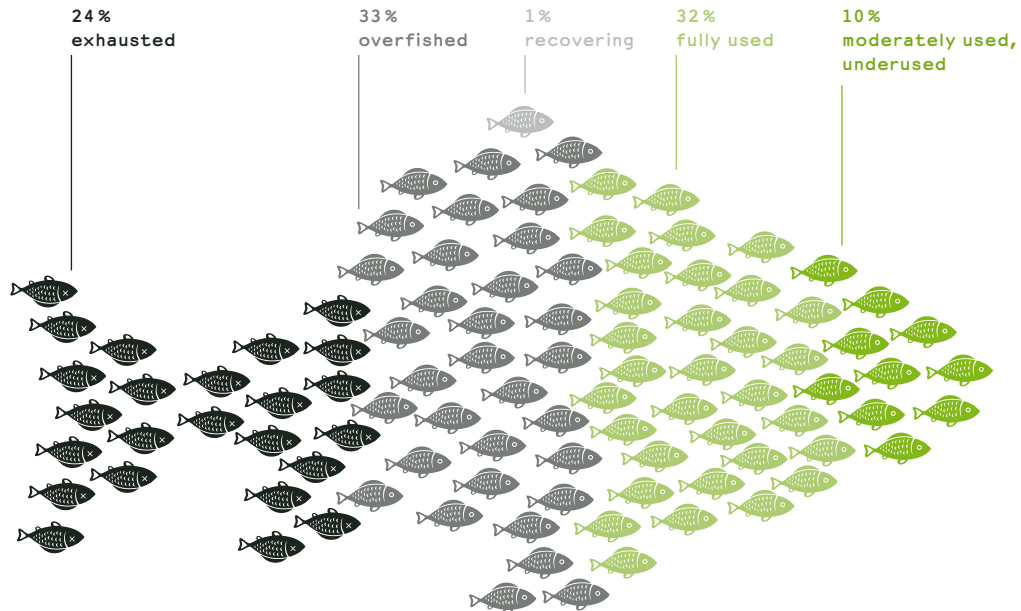 24%
exhausted
33%
overfished
1%
recovering
32%
fully used
10%
moderately used,
underused